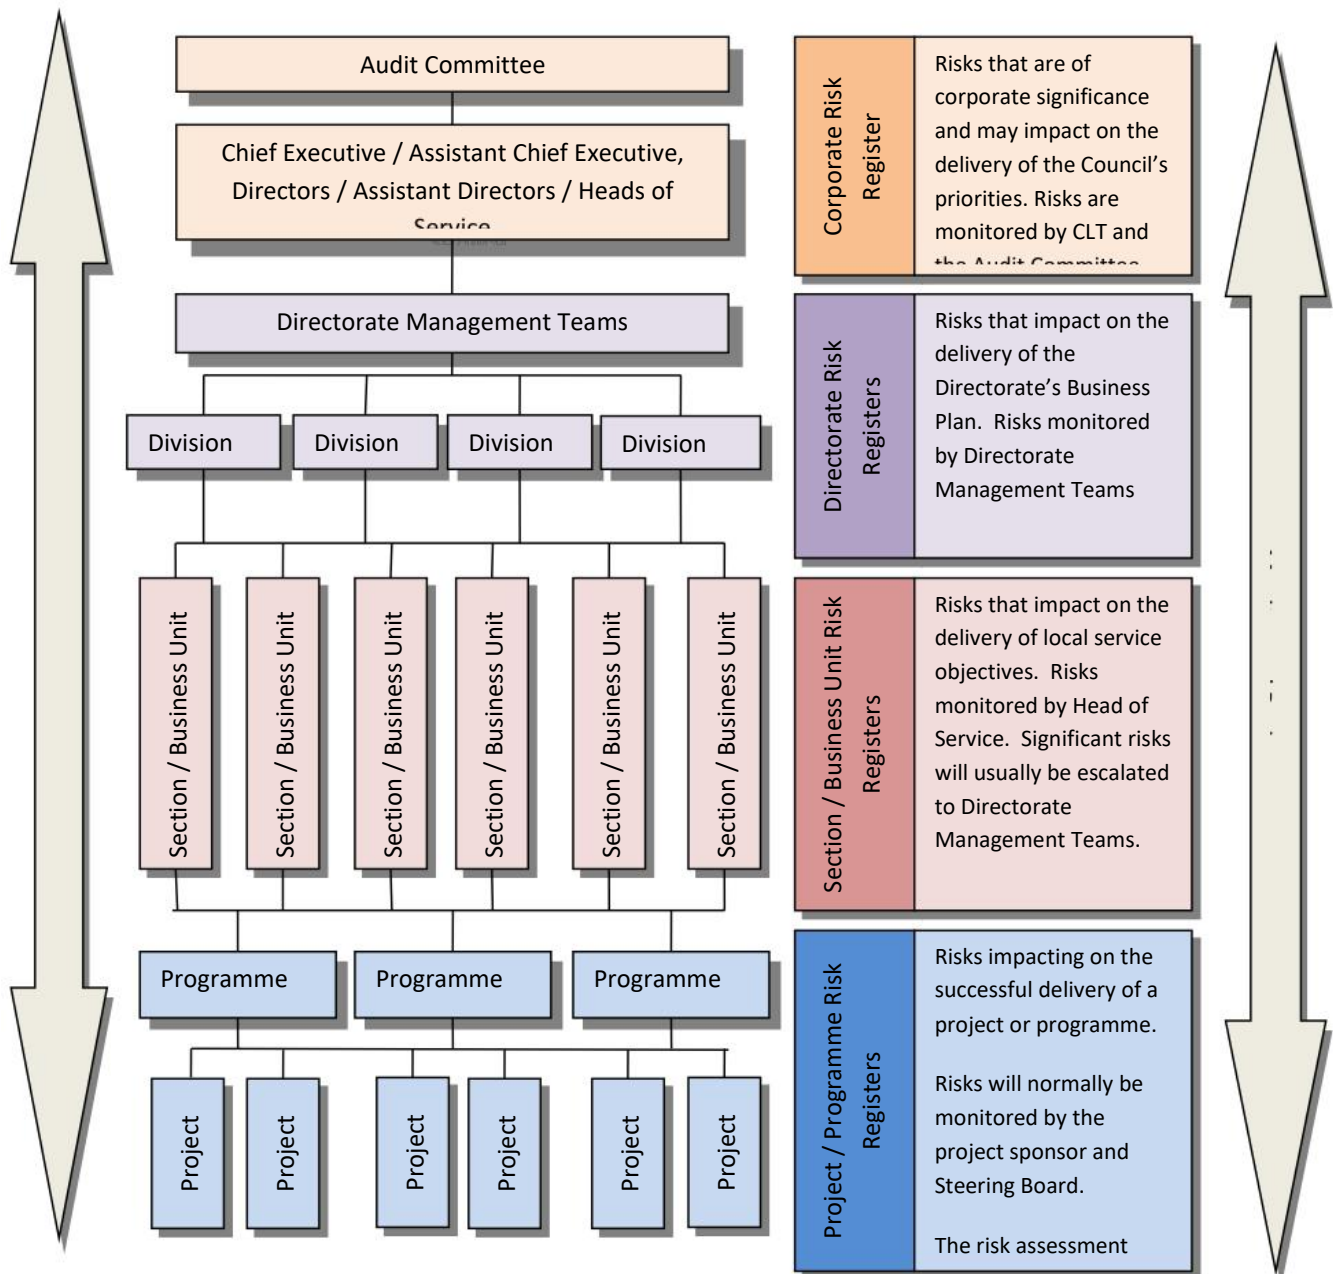 Audit Committee
Chief Executive / Assistant Chief Executive,
Directors / Assistant Directors / Heads of
Service
Directorate Management Teams
Division
Division
Division
Division
Section / Business Unit
Section / Business Unit
Section / Business Unit
Section / Business Unit
Section / Business Unit
Section / Business Unit
Programme
Programme
Programme
Project
Project
Project
Project
Project
Project
Corporate Risk
Register
Risks that are of
corporate significance
and may impact on the
delivery of the Council’s
priorities. Risks are
monitored by CLT and
the Audit Committee
Directorate Risk
Registers
Risks that impact on the
delivery of the
Directorate’s Business
Plan.  Risks monitored
by Directorate
Management Teams
Section / Business Unit Risk
Registers
Risks that impact on the
delivery of local service
objectives.  Risks
monitored by Head of
Service.  Significant risks
will usually be escalated
to Directorate
Management Teams.
Project / Programme Risk
Registers
Risks impacting on the
successful delivery of a
project or programme.
Risks will normally be
monitored by the
project sponsor and
Steering Board.
The risk assessment